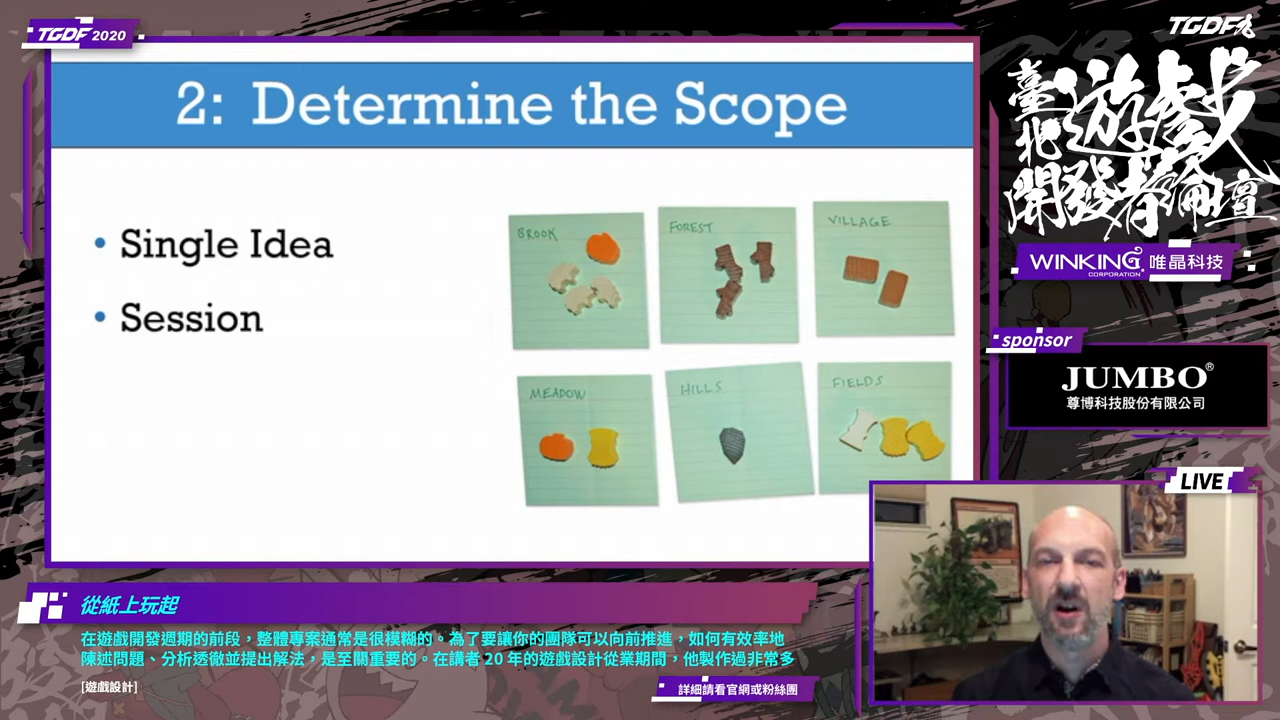 TGDF 2020
TGDF
臺北遊戲開發者論壇
2: Determine the Scope
• Single Idea
• Session
BROOK
FOREST
VILLAGE
MEADOW
HILLS
FIELDS
WINKING CORPORATION 唯晶科技
sponsor
JUMBO®
尊博科技股份有限公司
LIVE
從紙上玩起
在遊戲開發週期的前段，整體專案通常是很模糊的。為了要讓你的團隊可以向前推進，如何有效率地
陳述問題、分析透徹並提出解法，是至關重要的。在講者 20 年的遊戲設計從業期間，他製作過非常多
[遊戲設計]
詳細請看官網或粉絲團